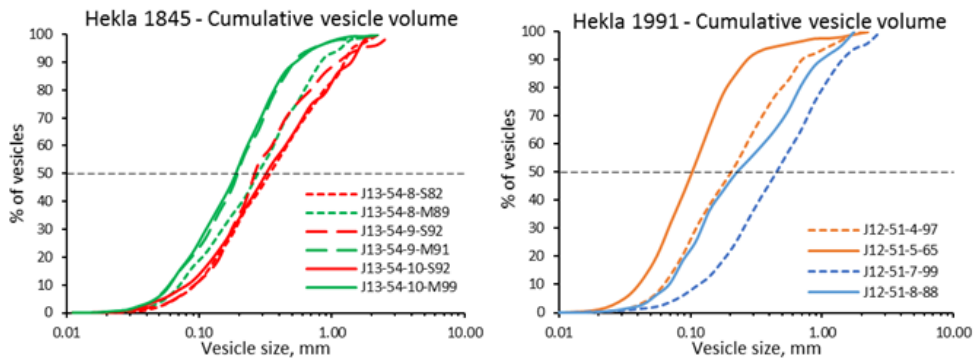 Hekla 1845 - Cumulative vesicle volume
% of vesicles
100
90
80
70
60
50
40
30
20
10
0
J13-54-8-S82
J13-54-8-M89
J13-54-9-S92
J13-54-9-M91
J13-54-10-S92
J13-54-10-M99
0.01 0.10 1.00 10.00
Vesicle size, mm
Hekla 1991 - Cumulative vesicle volume
% of vesicles
100
90
80
70
60
50
40
30
20
10
0
J12-51-4-97
J12-51-5-65
J12-51-7-99
J12-51-8-88
0.01 0.10 1.00 10.00
Vesicle size, mm